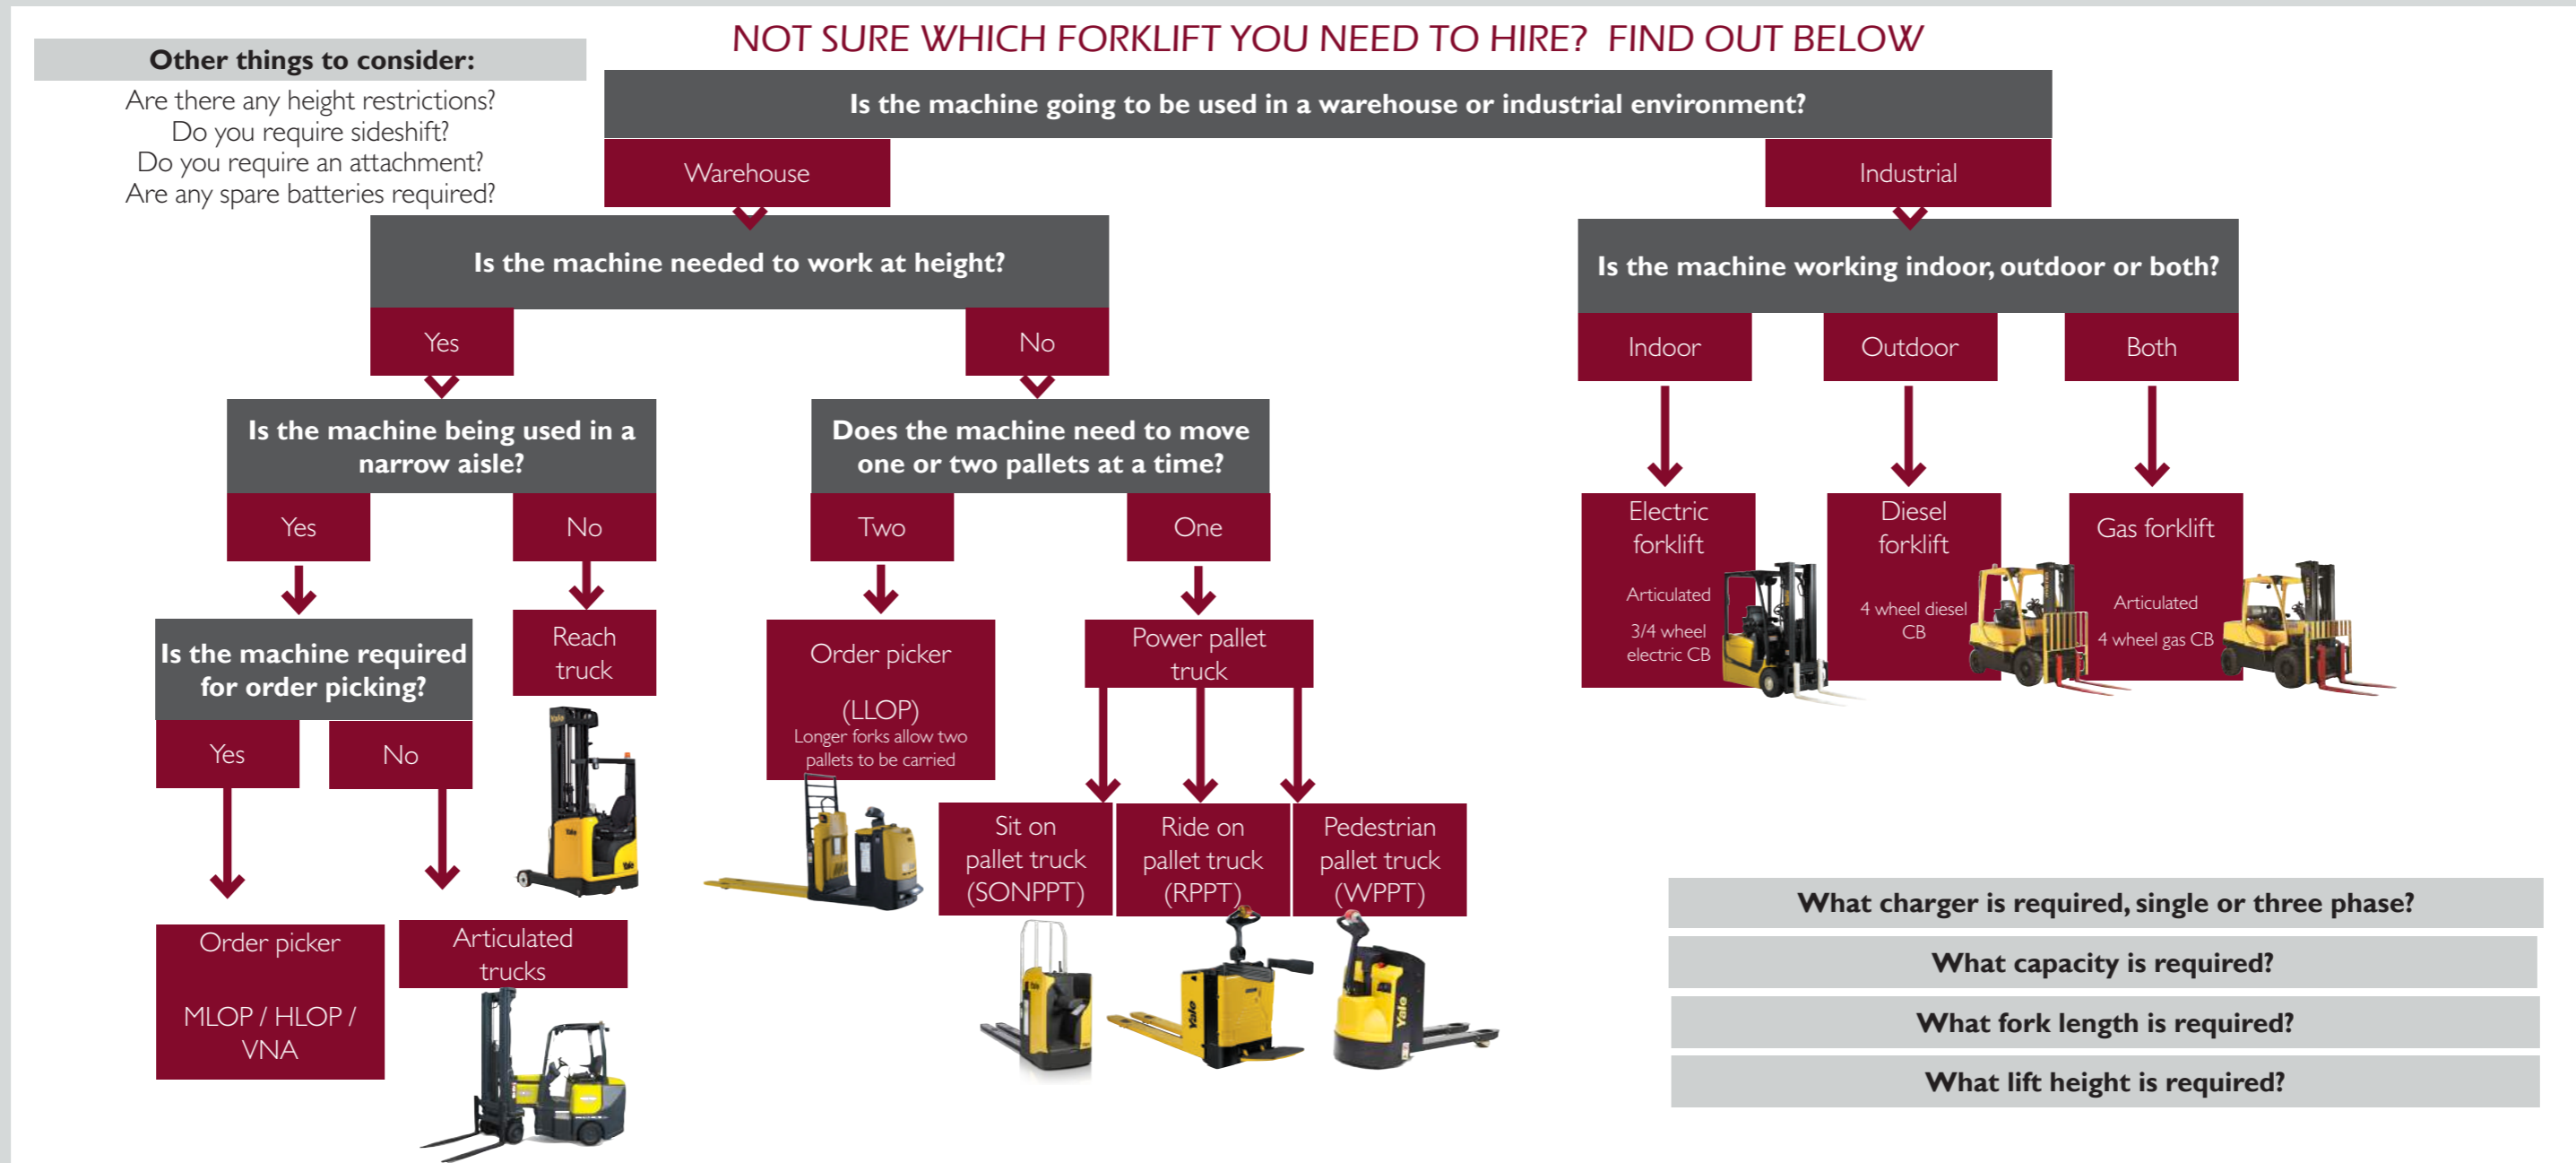 NOT SURE WHICH FORKLIFT YOU NEED TO HIRE? FIND OUT BELOW
Other things to consider:
Are there any height restrictions?
Do you require sideshift?
Do you require an attachment?
Are any spare batteries required?
Is the machine going to be used in a warehouse or industrial environment?
Warehouse
Industrial
Is the machine needed to work at height?
Yes
No
Is the machine being used in a
narrow aisle?
Yes
No
Is the machine required
for order picking?
Yes
No
Order picker
MLOP / HLOP /
VNA
Articulated
trucks
Reach
truck
Yale
Yale
Does the machine need to move
one or two pallets at a time?
Two
One
Order picker
(LLOP)
Longer forks allow two
pallets to be carried
Power pallet
truck
Sit on
pallet truck
(SONPPT)
Ride on
pallet truck
(RPPT)
Pedestrian
pallet truck
(WPPT)
Yale
Yale
Yale
Is the machine working indoor, outdoor or both?
Indoor
Outdoor
Both
Electric
forklift
Articulated
3/4 wheel
electric CB
Diesel
forklift
4 wheel diesel
CB
Gas forklift
Articulated
4 wheel gas CB
What charger is required, single or three phase?
What capacity is required?
What fork length is required?
What lift height is required?